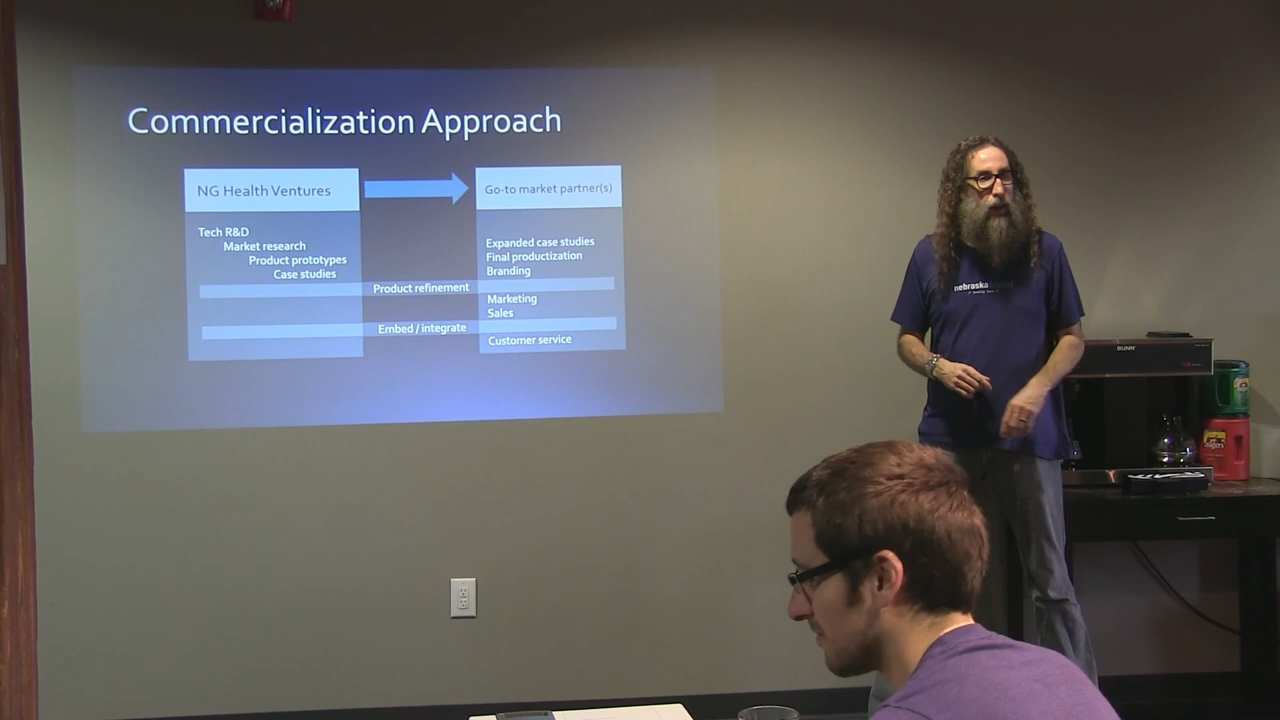 Commercialization Approach
NG Health Ventures
Go-to market partner(s)
Tech R&D
Market research
Product prototypes
Case studies
Expanded case studies
Final productization
Branding
Product refinement
Marketing
Sales
Embed / integrate
Customer service
nebraska
BUNN